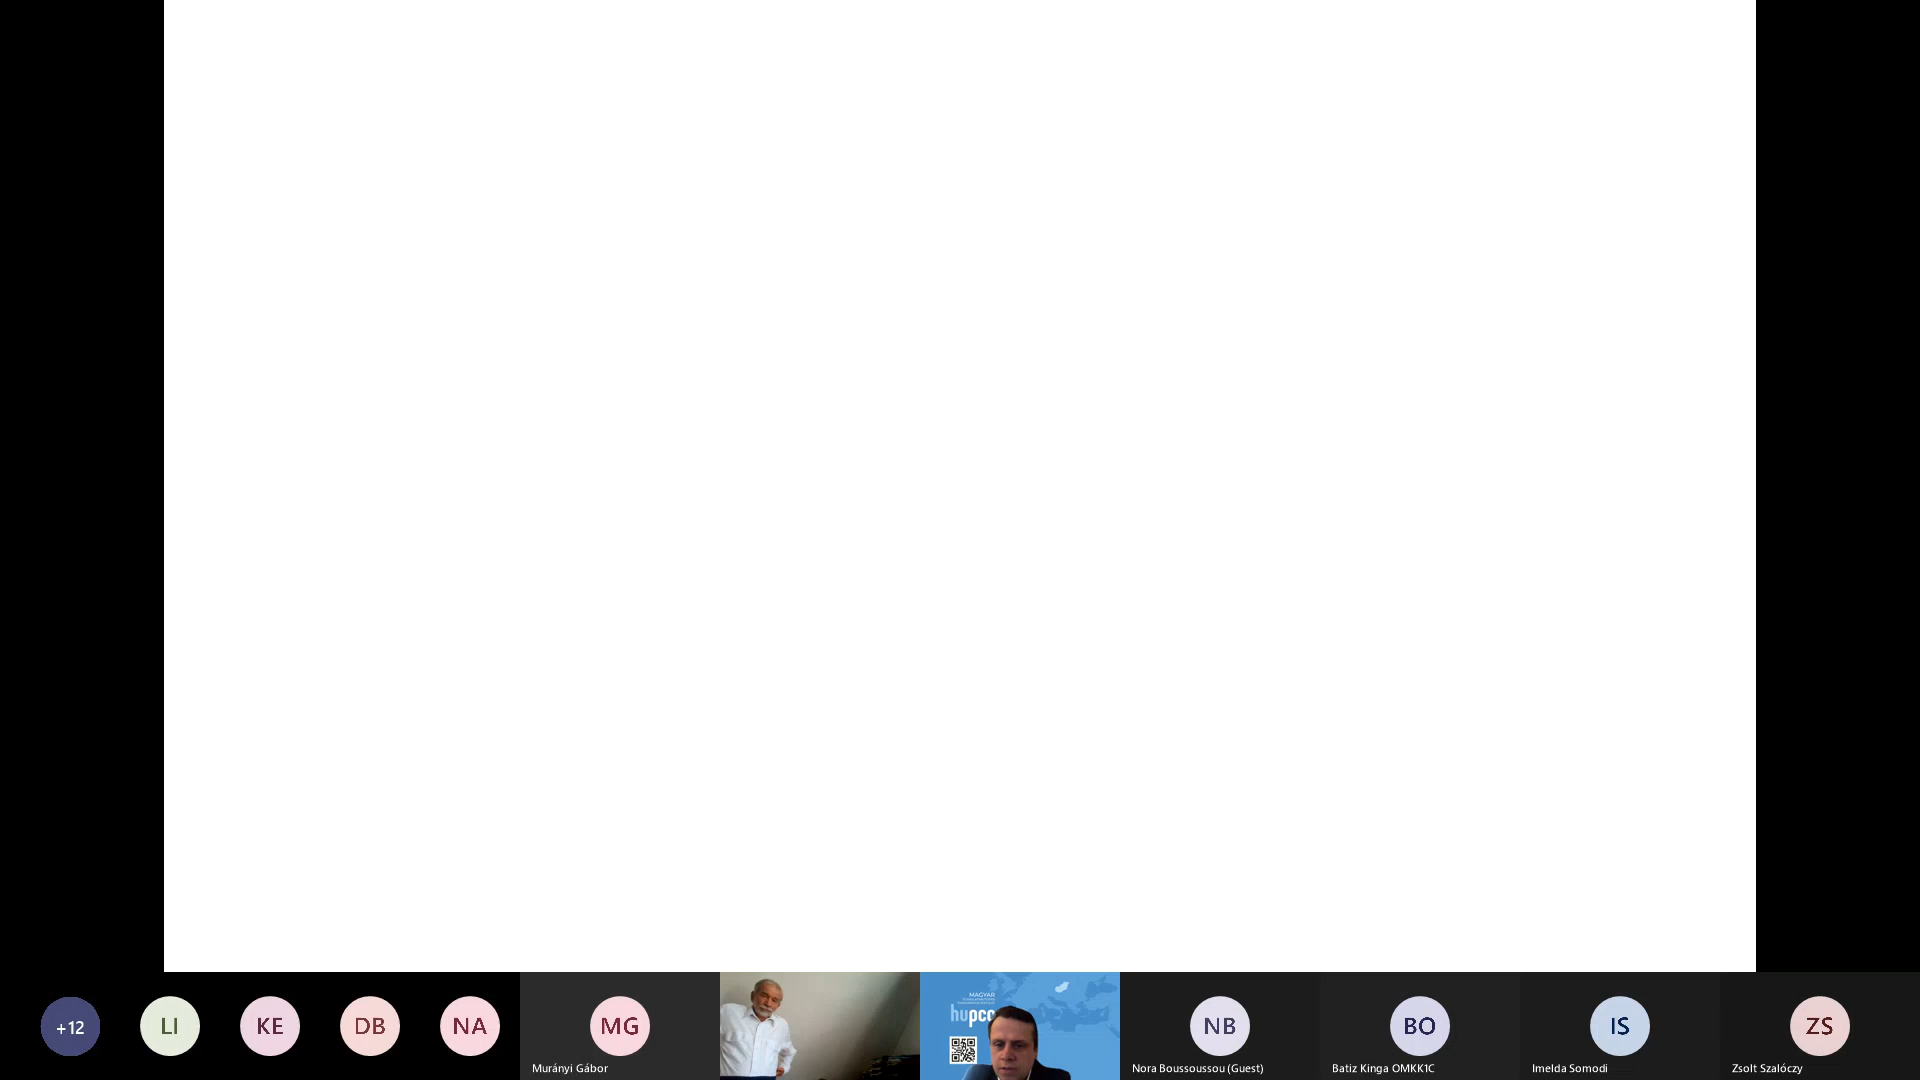 +12
LI
KE
DB
NA
MG
Murányi Gábor
MAGYAR
hupcc
NB
Nora Boussoussou (Guest)
BO
Batiz Kinga OMKK1C
IS
Imelda Somodi
ZS
Zsolt Szalóczy